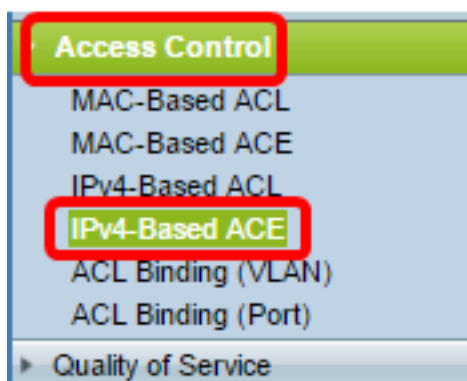 Access Control
MAC-Based ACL
MAC-Based ACE
IPv4-Based ACL
IPv4-Based ACE
ACL Binding (VLAN)
ACL Binding (Port)
Quality of Service